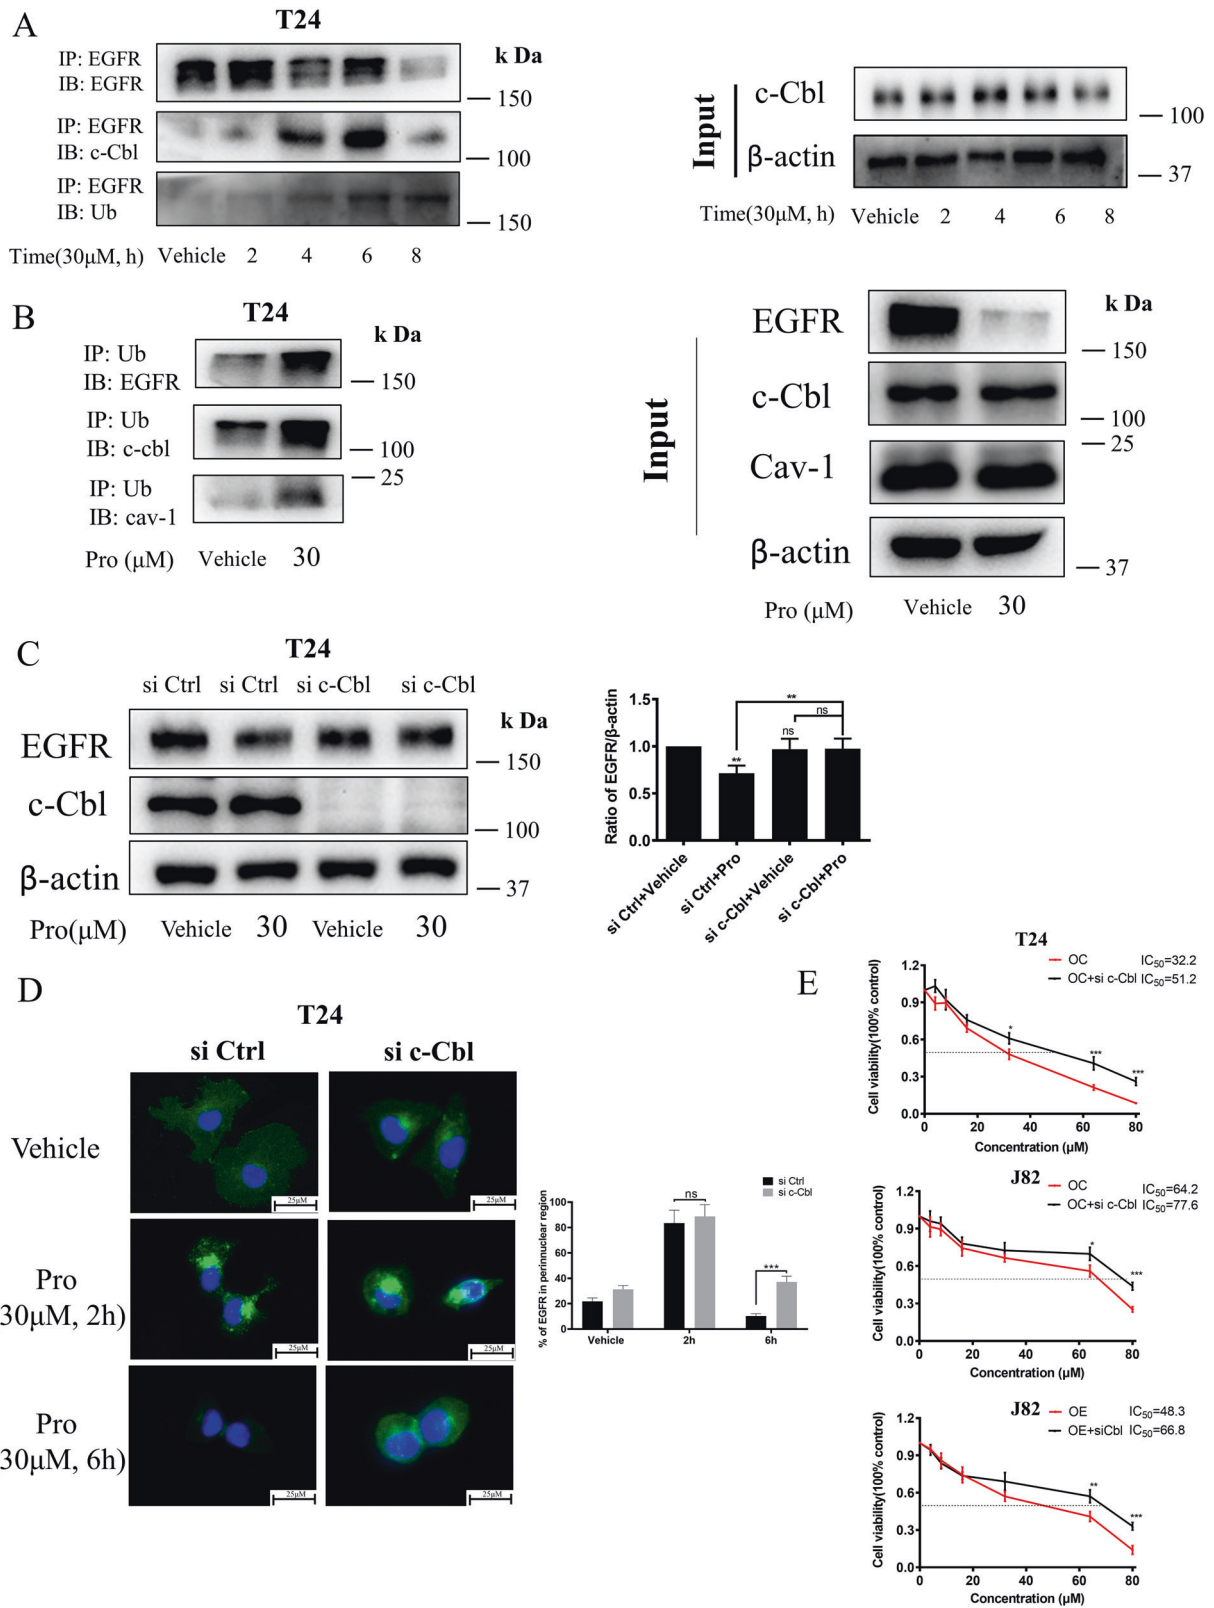 A
T24
IP: EGFR
IB: EGFR
k Da
150
IP: EGFR
IB: c-Cbl
100
IP: EGFR
IB: Ub
150
Time(30μM, h) Vehicle 2 4 6 8
Input
c-Cbl
100
β-actin
37
Time(30μM, h) Vehicle 2 4 6 8
B
T24
k Da
IP: Ub
IB: EGFR
150
IP: Ub
IB: c-cbl
100
25
IP: Ub
IB: cav-1
Pro (μM) Vehicle 30
Input
k Da
EGFR
150
c-Cbl
100
25
Cav-1
β-actin
37
Pro (μM) Vehicle 30
C
T24
si Ctrl si Ctrl si c-Cbl si c-Cbl
k Da
EGFR
150
c-Cbl
100
β-actin
37
Pro(μM) Vehicle 30 Vehicle 30
Ratio of EGFR/β-actin
1.5
1.0
0.5
0.0
**
ns
ns
**
si Ctrl+Vehicle
si Ctrl+Pro
si c-Cbl+Vehicle
si c-Cbl+Pro
D
T24
si Ctrl si c-Cbl
Vehicle
25μM 25μM
Pro
30μM, 2h)
25μM 25μM
Pro
30μM, 6h)
25μM 25μM
si Ctrl
si c-Cbl
% of EGFR in perinnuclear region
100
80
60
40
20
0
ns
***
Vehicle 2h 6h
E
T24
OC IC50=32.2
OC+si c-Cbl IC50=51.2
Cell viability(100% control)
1.2
0.9
0.6
0.3
0.0
* *** ***
0 20 40 60 80
Concentration (μM)
J82
OC IC50=64.2
OC+si c-Cbl IC50=77.6
Cell viability(100% control)
1.2
0.9
0.6
0.3
0.0
* ***
0 20 40 60 80
Concentration (μM)
J82
OE IC50=48.3
OE+siCbl IC50=66.8
Cell viability(100% control)
1.2
0.9
0.6
0.3
0.0
** ***
0 20 40 60 80
Concentration (μM)